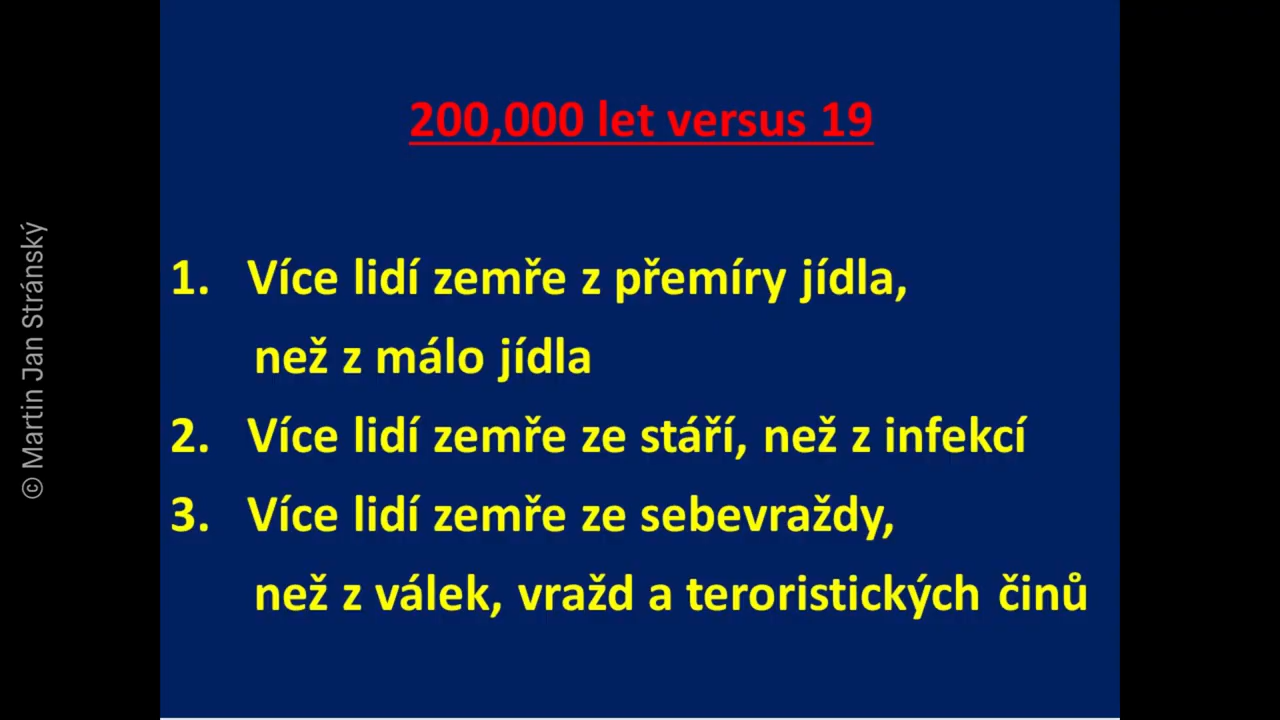 200,000 let versus 19
1. Více lidí zemře z přemíry jídla,
než z málo jídla
2. Více lidí zemře ze stáří, než z infekcí
3. Více lidí zemře ze sebevraždy,
než z válek, vražd a teroristických činů
© Martin Jan Stránský